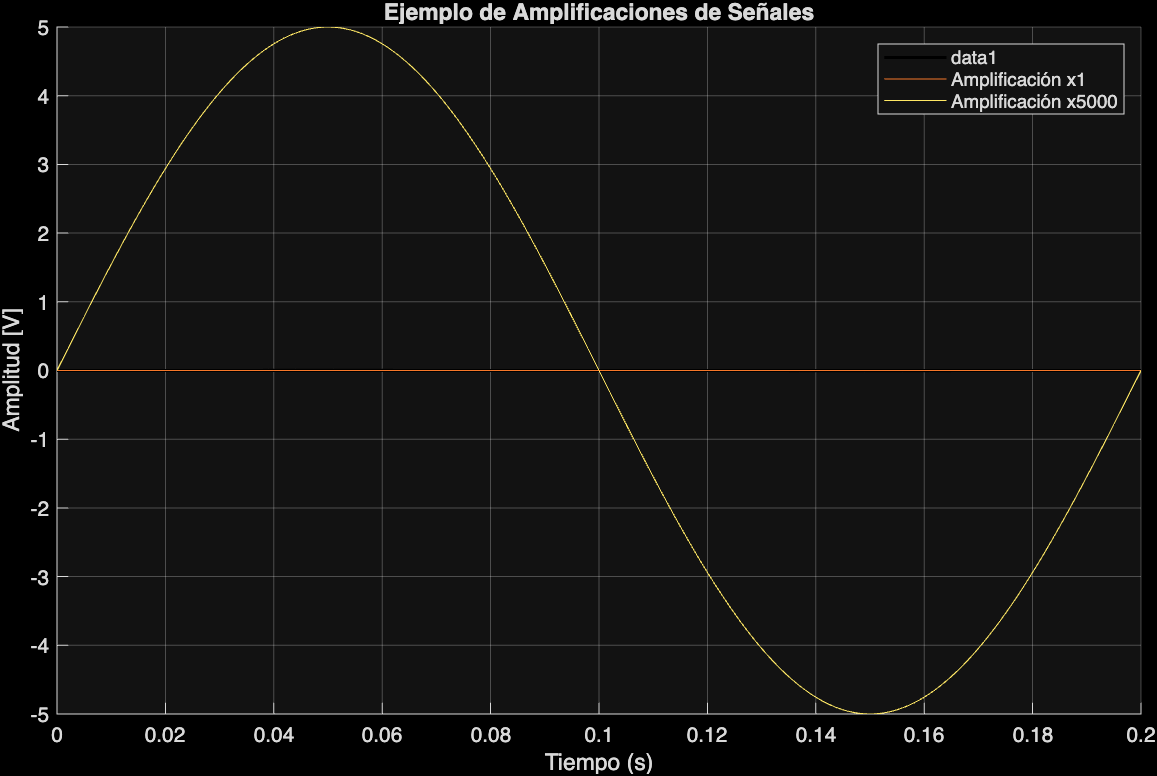 Ejemplo de Amplificaciones de Señales
data1
Amplificación x1
Amplificación x5000
5
4
3
2
1
0
-1
-2
-3
-4
-5
Amplitud [V]
0 0.02 0.04 0.06 0.08 0.1 0.12 0.14 0.16 0.18 0.2
Tiempo (s)